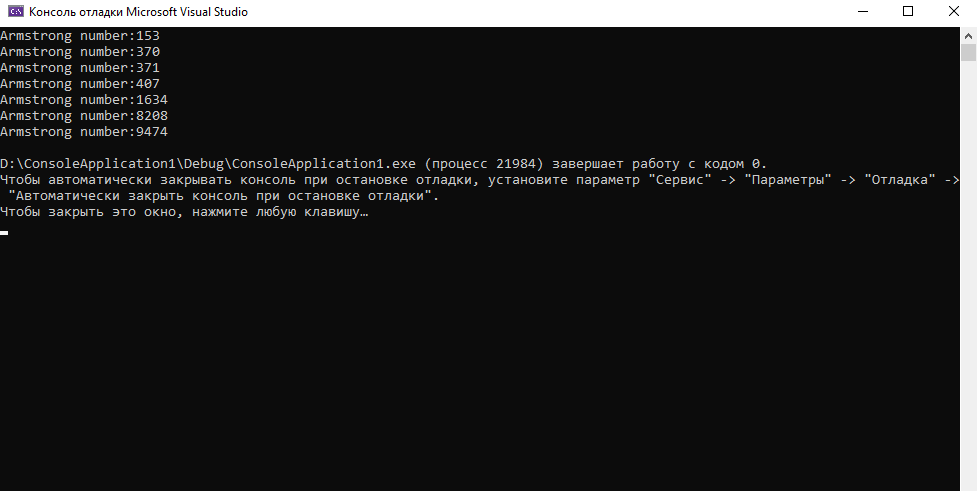 Консоль отладки Microsoft Visual Studio
Armstrong number:153
Armstrong number:370
Armstrong number:371
Armstrong number:407
Armstrong number:1634
Armstrong number:8208
Armstrong number:9474
D:\ConsoleApplication1\Debug\ConsoleApplication1.exe (процесс 21984) завершает работу с кодом 0.
Чтобы автоматически закрывать консоль при остановке отладки, установите параметр "Сервис" -> "Параметры" -> "Отладка" ->
"Автоматически закрыть консоль при остановке отладки".
Чтобы закрыть это окно, нажмите любую клавишу…